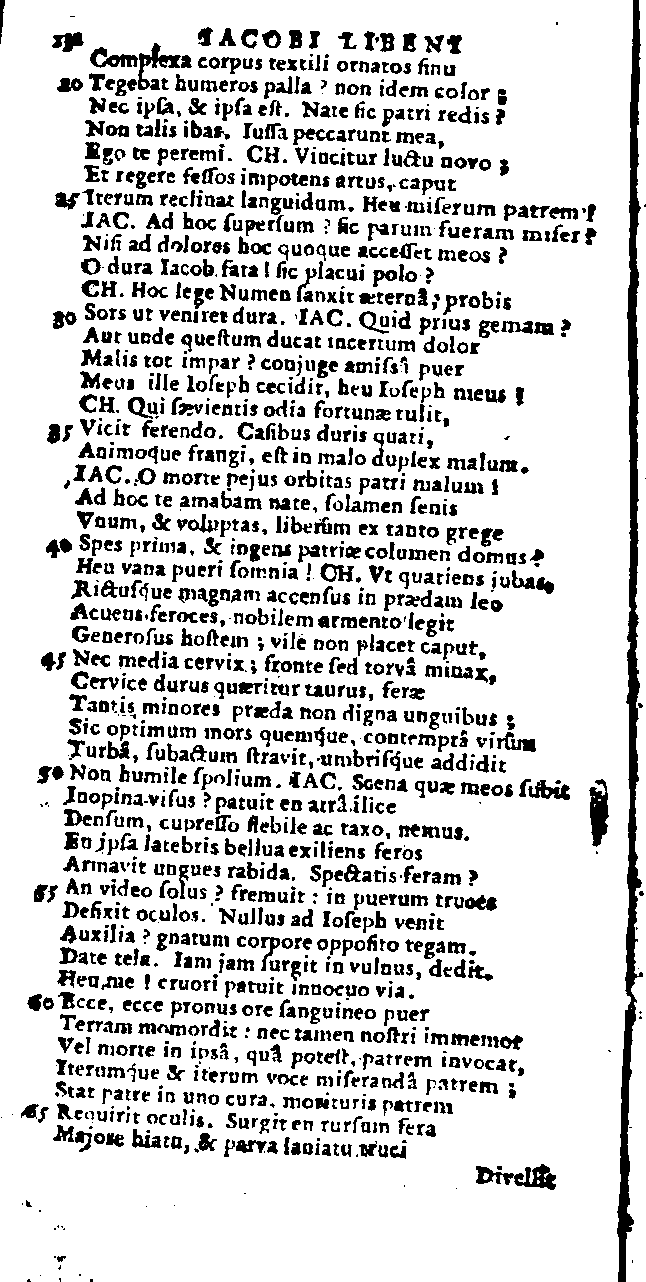 132 IACOBI LIBENI
Complexa corpus textili ornatos sinu
20 Tegebat humeros palla ? non idem color ;
Nec ipsa, & ipsa est. Nate sic patri redis ?
Non talis ibas. Iussa peccarunt mea,
Ego te peremi. CH. Vincitur luctu novo ;
Et regere fessos impotens artus, caput
25 Iterum reclinat languidum. Heu miserum patrem !
IAC. Ad hoc supersum ? sic parum fueram miser ?
Nisi ad dolores hoc quoque accesset meos ?
O dura Iacob fata ! sic placui polo ?
CH. Hoc lege Numen sanxit æternâ, probis
30 Sors ut veniret dura. IAC. Quid prius gemam ?
Aut unde questum ducat incertum dolor
Malis tot impar ? conjuge amissâ puer
Meus ille Ioseph cecidit, heu Ioseph meus !
CH. Qui sævientis odia fortunæ tulit,
35 Vicit ferendo. Casibus duris quati,
Animoque frangi, est in malo duplex malum.
IAC. O morte pejus orbitas patri malum !
Ad hoc te amabam nate, solamen senis
Vnum, & voluptas, liberûm ex tanto grege
40 Spes prima, & ingens patriæ columen domus ?
Heu vana pueri somnia ! CH. Vt quatiens jubas,
Rictusque magnam accensus in prædam leo
Acuens feroces, nobilem armento legit
Generosus hostem ; vile non placet caput,
45 Nec media cervix ; fronte sed torvâ minax,
Cervice durus quæritur taurus, feræ
Tantis minores præda non digna unguibus ;
Sic optimum mors quemque, contemptâ virûm
Turbâ, subactum stravit, umbrisque addidit
50 Non humile spolium. IAC. Scena quæ meos subit
Inopina visus ? patuit en atrâ ilice
Densum, cupresso flebile ac taxo, nemus.
En ipsa latebris bellua exiliens feros
Armavit ungues rabida. Spectatis feram ?
55 An video solus ? fremuit : in puerum truces
Defixit oculos. Nullus ad Ioseph venit
Auxilia ? gnatum corpore opposito tegam.
Date tela. Iam jam surgit in vulnus, dedit.
Heu me ! cruori patuit innocuo via.
60 Ecce, ecce pronus ore sanguineo puer
Terram momordit : nec tamen nostri immemor
Vel morte in ipsâ, quâ potest, patrem invocat,
Iterumque & iterum voce miserandâ patrem ;
Stat patre in uno cura, morituris patrem
65 Requirit oculis. Surgit en rursum fera
Majore hiatu, & parva laniatu truci
Direxit